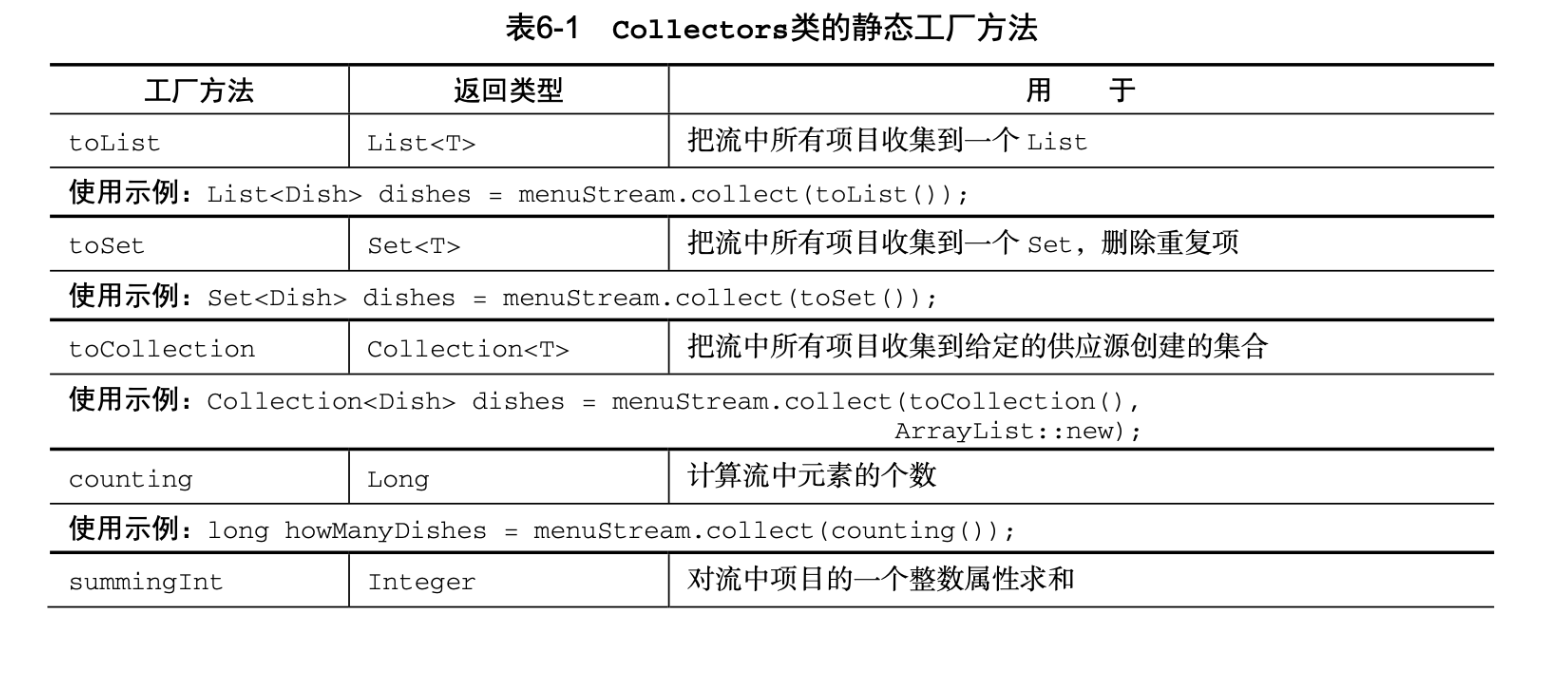 表6-1 Collectors类的静态工厂方法
工厂方法 返回类型 用 于
toList List<T> 把流中所有项目收集到一个 List
使用示例：List<Dish> dishes = menuStream.collect(toList());
toSet Set<T> 把流中所有项目收集到一个 Set，删除重复项
使用示例：Set<Dish> dishes = menuStream.collect(toSet());
toCollection Collection<T> 把流中所有项目收集到给定的供应源创建的集合
使用示例：Collection<Dish> dishes = menuStream.collect(toCollection(),
ArrayList::new);
counting Long 计算流中元素的个数
使用示例：long howManyDishes = menuStream.collect(counting());
summingInt Integer 对流中项目的一个整数属性求和